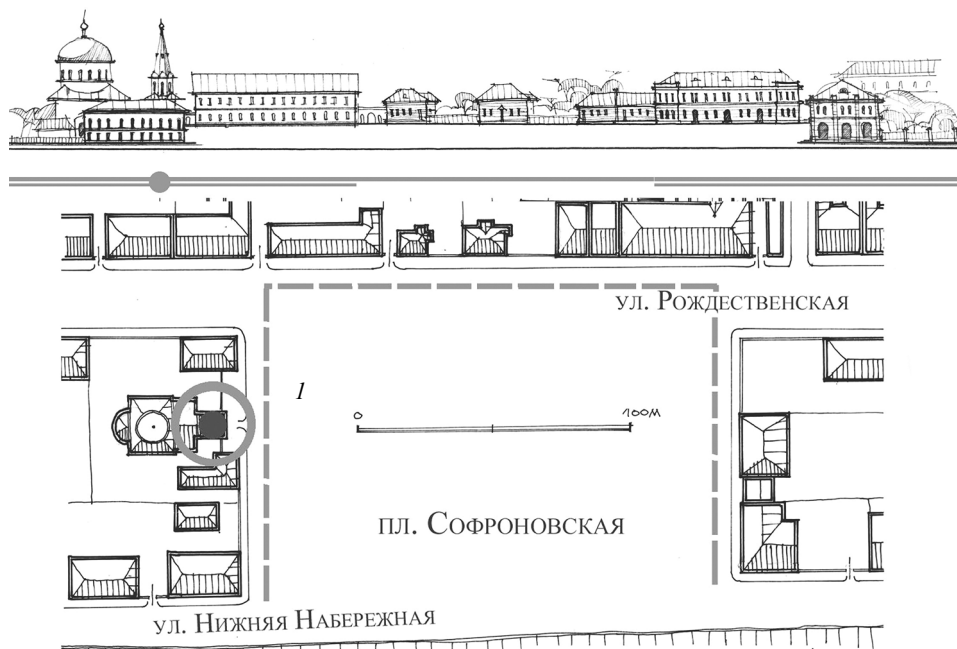 ул. Рождественская
1
0 100м
пл. Софроновская
ул. Нижняя Набережная